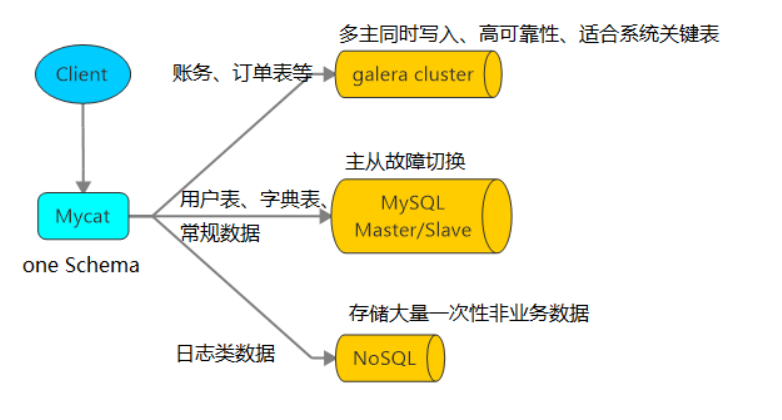 多主同时写入、高可靠性、适合系统关键表
Client
账务、订单表等
galera cluster
主从故障切换
用户表、字典表、
常规数据
MySQL
Master/Slave
Mycat
one Schema
存储大量一次性非业务数据
日志类数据
NoSQL